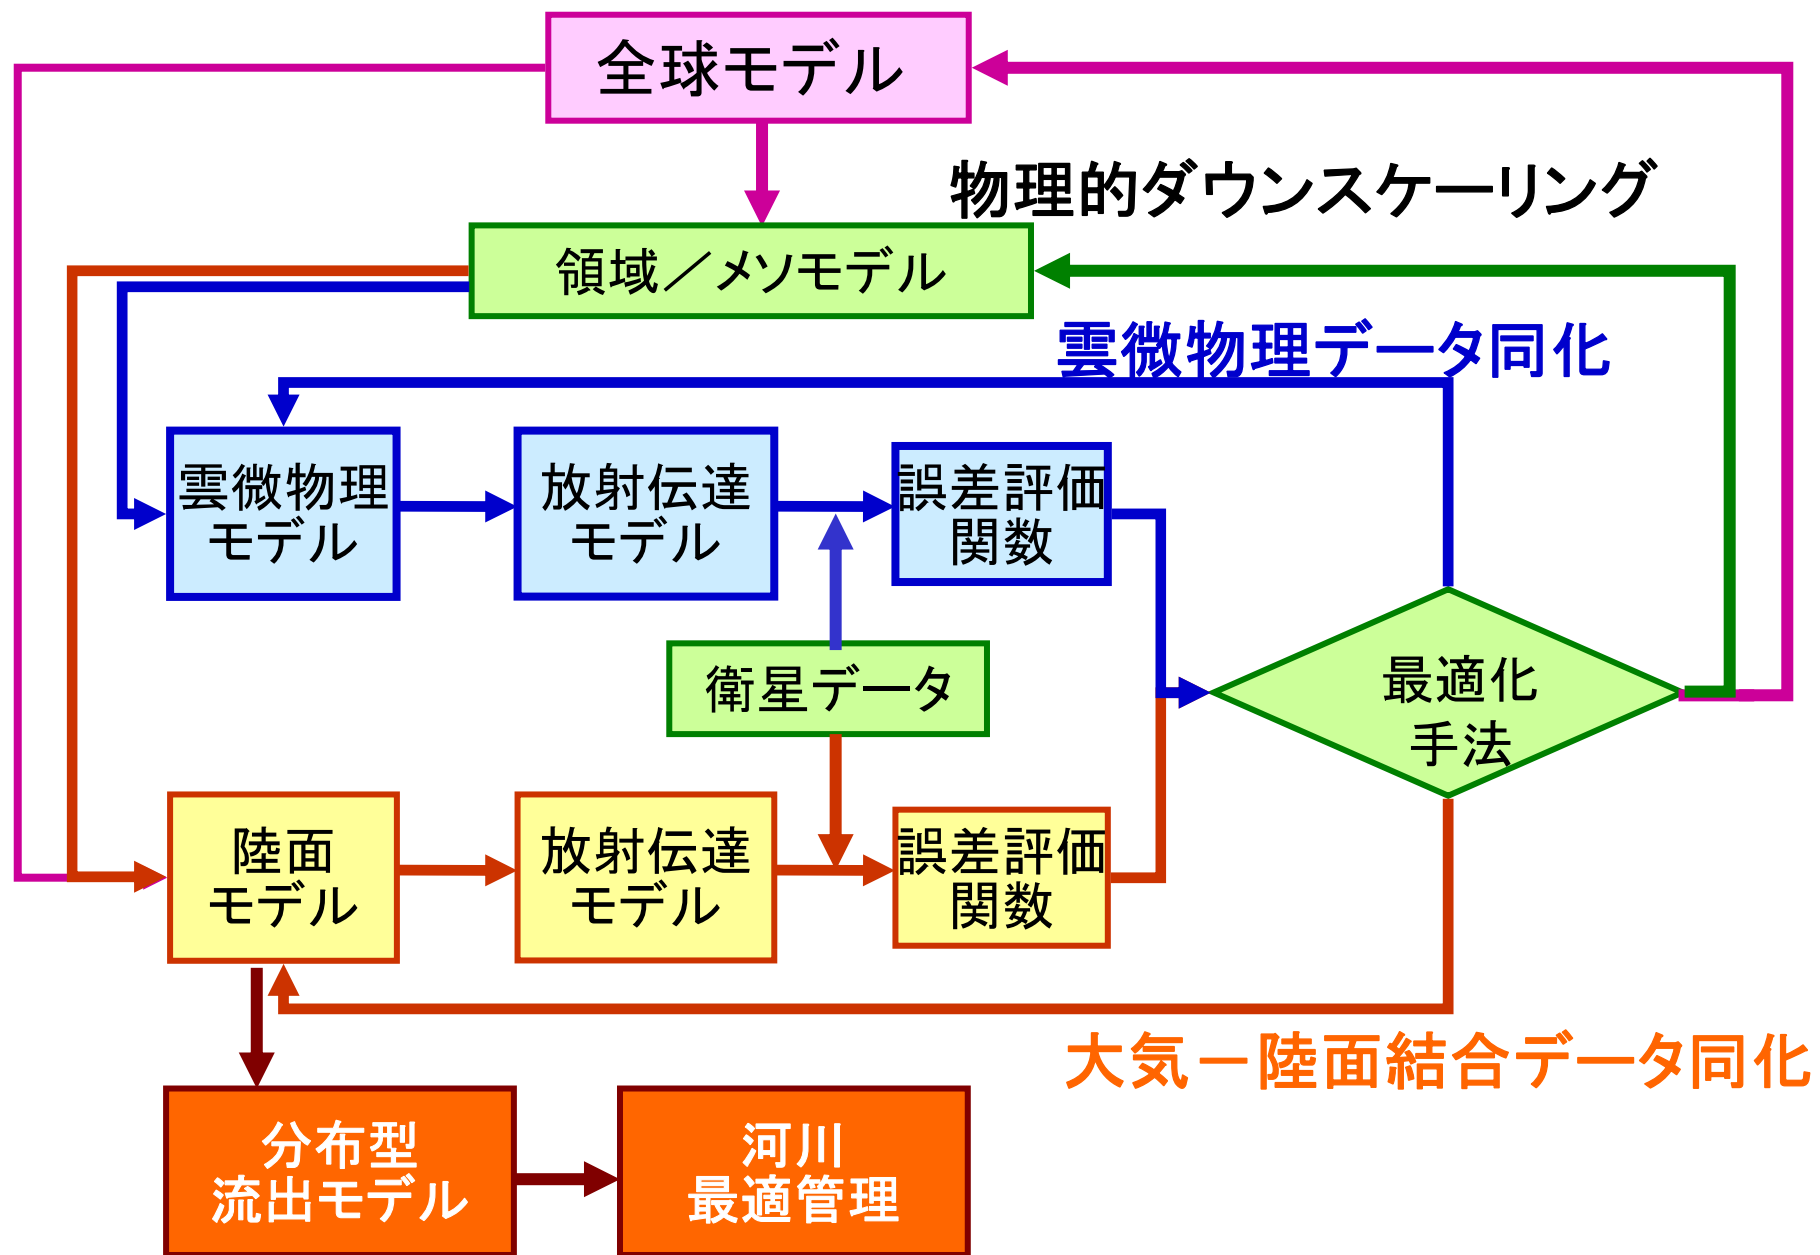 全球モデル
物理的ダウンスケーリング
領域／メソモデル
雲微物理データ同化
雲微物理
モデル
放射伝達
モデル
誤差評価
関数
衛星データ
最適化
手法
陸面
モデル
放射伝達
モデル
誤差評価
関数
大気－陸面結合データ同化
分布型
流出モデル
河川
最適管理